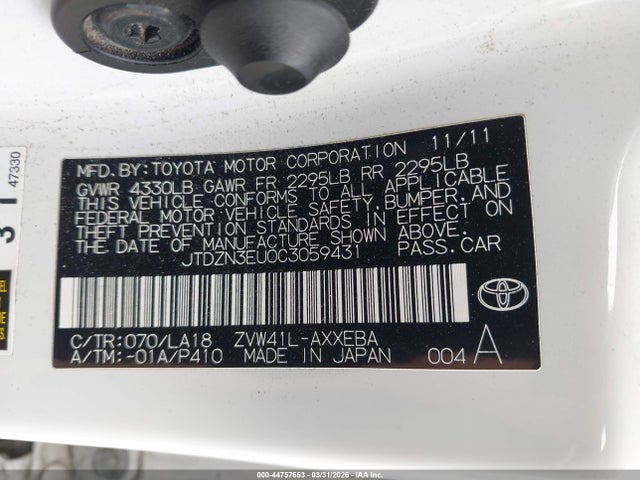 11/11
MFD.BY:TOYOTA MOTOR CORPORATION
GVWR 4330LB GAWR FR 2295LB RR 2295LB
THIS VEHICLE CONFORMS TO ALL APPLICABLE
FEDERAL MOTOR VEHICLE SAFETY, BUMPER, AND
THEFT PREVENTION STANDARDS IN EFFECT ON
THE DATE OF MANUFACTURE SHOWN ABOVE.
JTDZN3EU0C3059431 PASS.CAR
C/TR:070/LA18 ZVW41L-AXXEBA
A/TM:-01A/P410 MADE IN JAPAN 004 A
47330
31
000-44757653 - 03/31/2026 - IAA Inc.